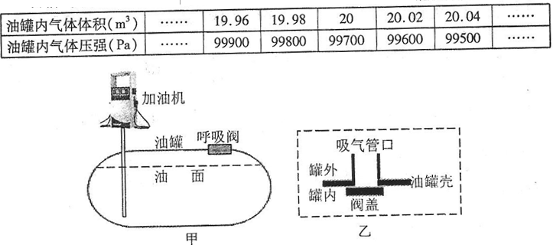 油罐内气体体积(m³) …… 19.96 19.98 20 20.02 20.04 ……
油罐内气体压强(Pa) …… 99900 99800 99700 99600 99500 ……
加油机
油罐 呼吸阀
油 面
甲
吸气管口
罐外
油罐壳
罐内
阀盖
乙